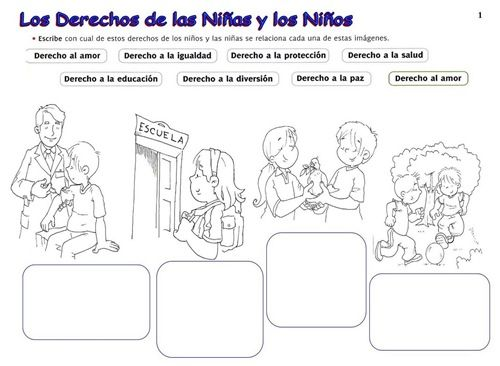 Los Derechos de las Niñas y los Niños
1
• Escribe con cual de estos derechos de los niños y las niñas se relaciona cada una de estas imágenes.
Derecho al amor Derecho a la igualdad Derecho a la protección Derecho a la salud
Derecho a la educación Derecho a la diversión Derecho a la paz Derecho al amor
ESCUELA